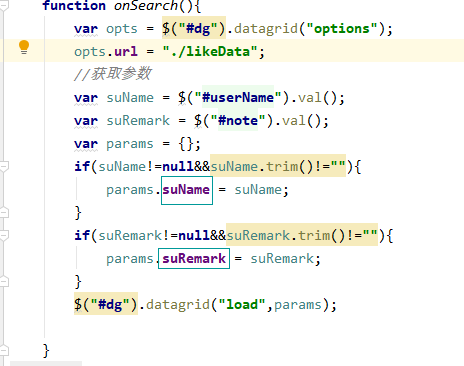 function onSearch(){
var opts = $("#dg").datagrid("options");
opts.url = "./likeData";
//获取参数
var suName = $("#userName").val();
var suRemark = $("#note").val();
var params = {};
if(suName!=null&&suName.trim()!=""){
params.suName = suName;
}
if(suRemark!=null&&suRemark.trim()!=""){
params.suRemark = suRemark;
}
$("#dg").datagrid("load",params);
}